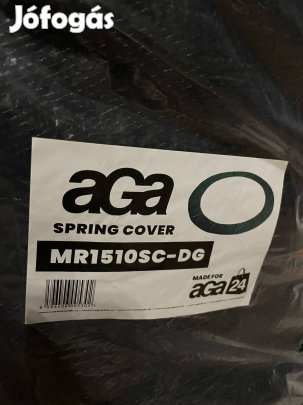 Jófogás
aGa
SPRING COVER
MR1510SC-DG
MADE FOR
aGa 24